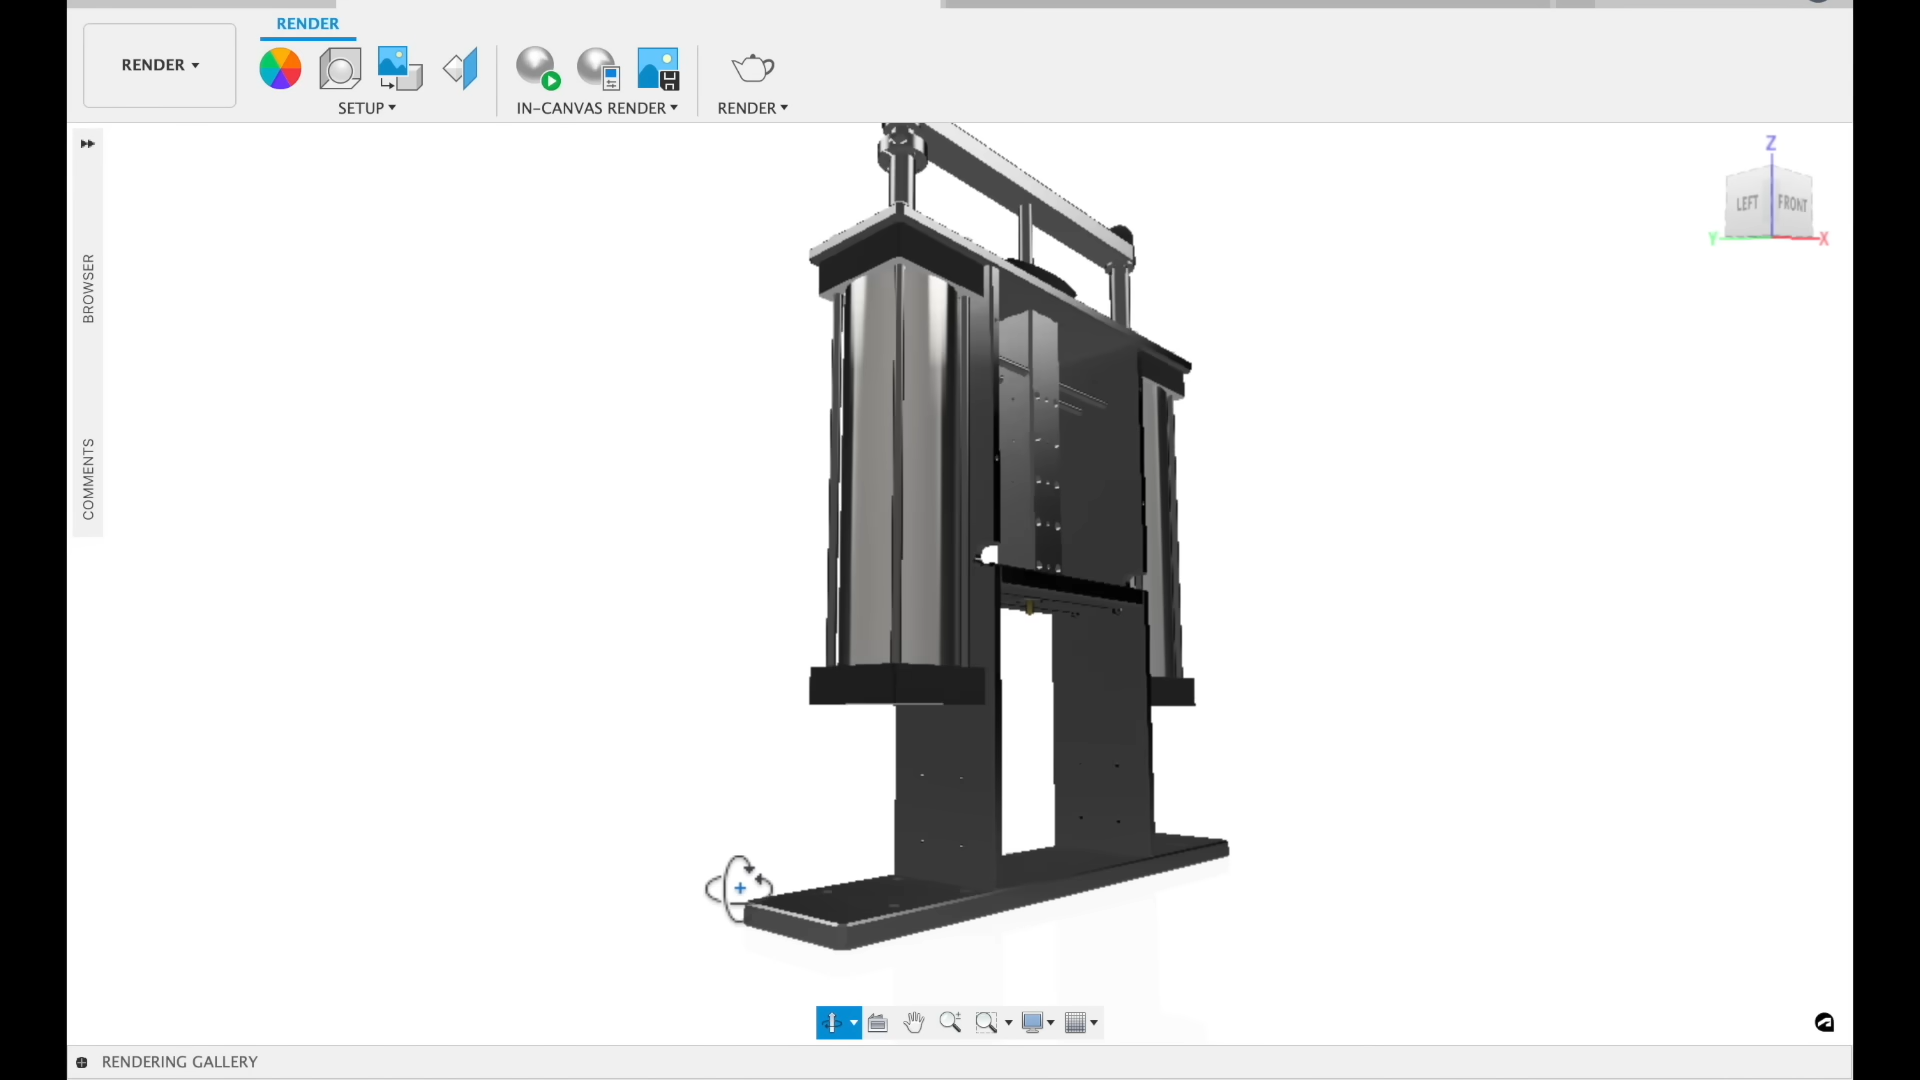 RENDER
RENDER
SETUP
IN-CANVAS RENDER
RENDER
BROWSER
COMMENTS
Z
LEFT
FRONT
Y
X
RENDERING GALLERY